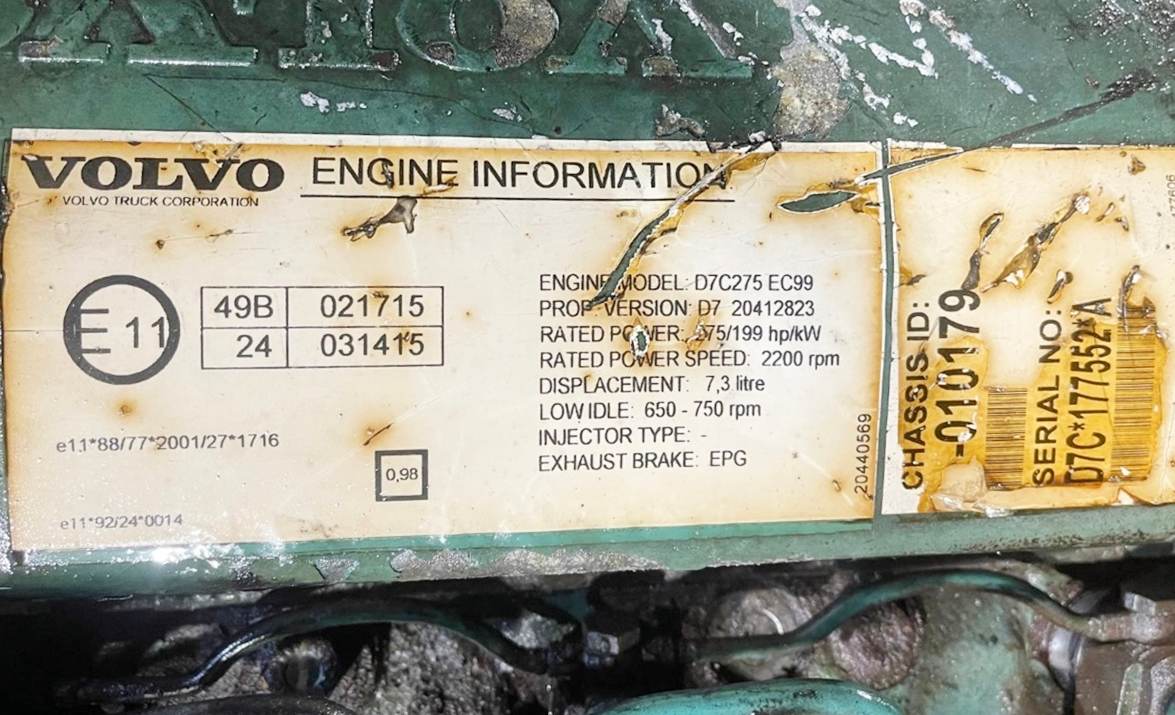 VOLVO
VOLVO
VOLVO TRUCK CORPORATION
ENGINE INFORMATION
E 11
49B 021715
24 031415
e11*88/77*2001/27*1716
0,98
e11*92/24*0014
ENGINE MODEL: D7C275 EC99
PROP VERSION: D7 20412823
RATED POWER: 275/199 hp/kW
RATED POWER SPEED: 2200 rpm
DISPLACEMENT: 7,3 litre
LOW IDLE: 650 - 750 rpm
INJECTOR TYPE: -
EXHAUST BRAKE: EPG
20440569
CHASSIS ID:
-010179
SERIAL NO:
D7C*177552*A